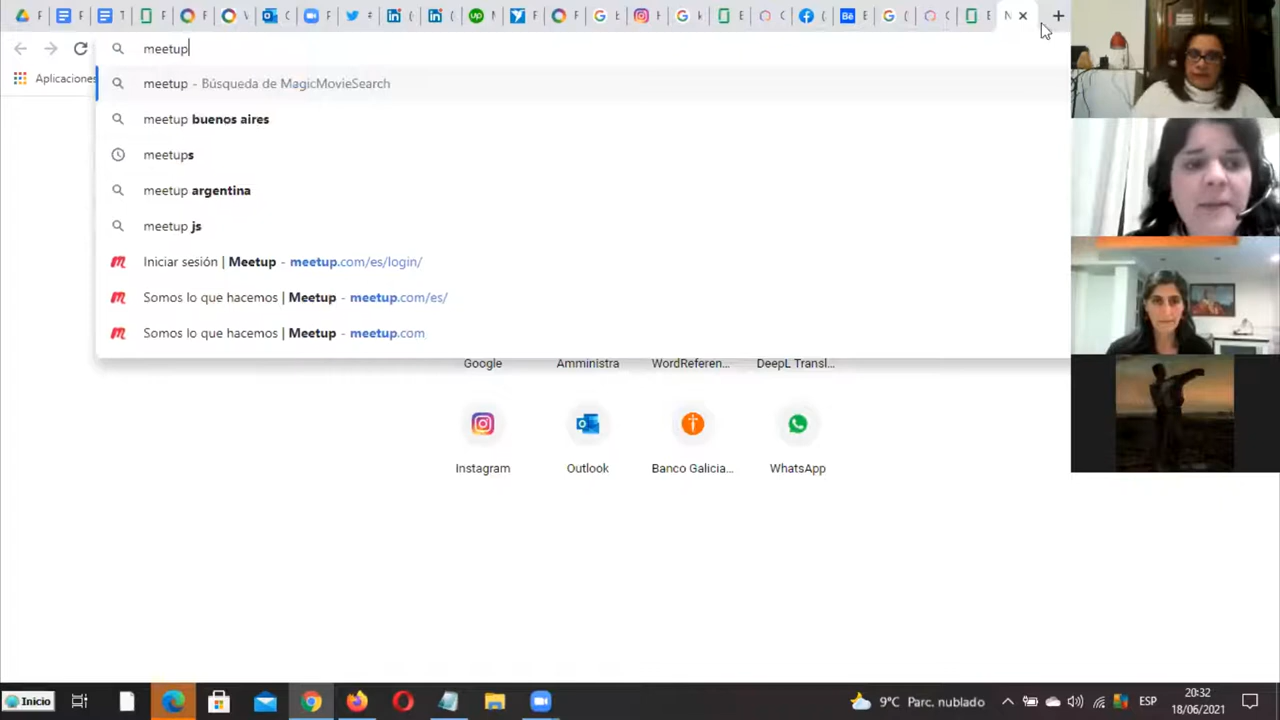 meetup
Aplicaciones
meetup - Búsqueda de MagicMovieSearch
meetup buenos aires
meetups
meetup argentina
meetup js
Iniciar sesión | Meetup - meetup.com/es/login/
Somos lo que hacemos | Meetup - meetup.com/es/
Somos lo que hacemos | Meetup - meetup.com
Google Amministra WordReferen... DeepL Transl...
Instagram Outlook Banco Galicia... WhatsApp
Inicio 9°C Parc. nublado ESP 20:32
18/06/2021